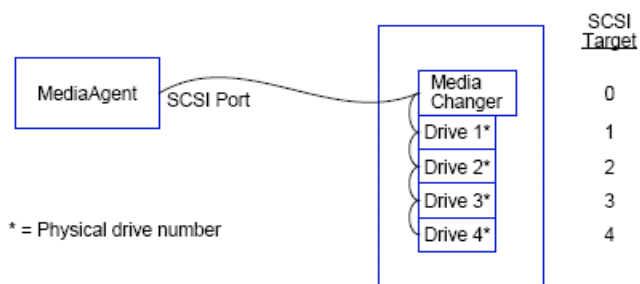 SCSI
Target
MediaAgent
SCSI Port
Media
Changer
0
Drive 1*
1
Drive 2*
2
Drive 3*
3
Drive 4*
4
* = Physical drive number